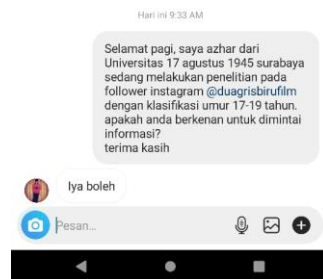 Hari ini 9:33 AM
Selamat pagi, saya azhar dari
Universitas 17 agustus 1945 surabaya
sedang melakukan penelitian pada
follower instagram @duagrisbirufilm
dengan klasifikasi umur 17-19 tahun.
apakah anda berkenan untuk dimintai
informasi?
terima kasih
Iya boleh
Pesan...